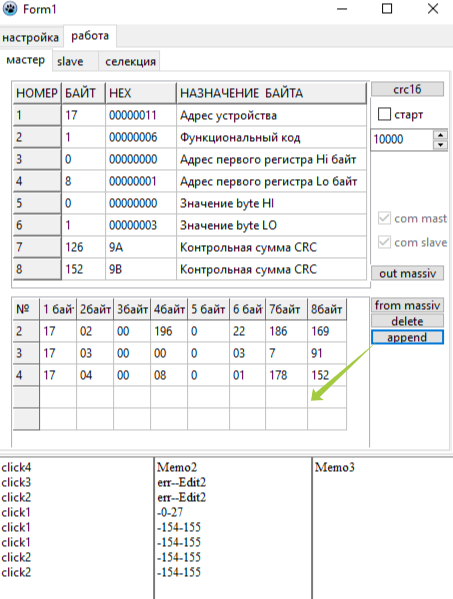 Form1
настройка работа
мастер slave селекция
НОМЕР БАЙТ HEX НАЗНАЧЕНИЕ БАЙТА
1 17 00000011 Адрес устройства
2 1 00000006 Функциональный код
3 0 00000000 Адрес первого регистра Hi байт
4 8 00000001 Адрес первого регистра Lo байт
5 0 00000000 Значение byte HI
6 1 00000003 Значение byte LO
7 126 9A Контрольная сумма CRC
8 152 9B Контрольная сумма CRC
crc16
старт
10000
com mast
com slave
out massiv
№ 1 байт 2байт 3байт 4байт 5 байт 6 байт 7байт 8байт
2 17 02 00 196 0 22 186 169
3 17 03 00 00 0 03 7 91
4 17 04 00 08 0 01 178 152
from massiv
delete
append
click4
click3
click2
click1
click1
click1
click2
click2
Memo2
err--Edit2
err--Edit2
-0-27
-154-155
-154-155
-154-155
-154-155
Memo3